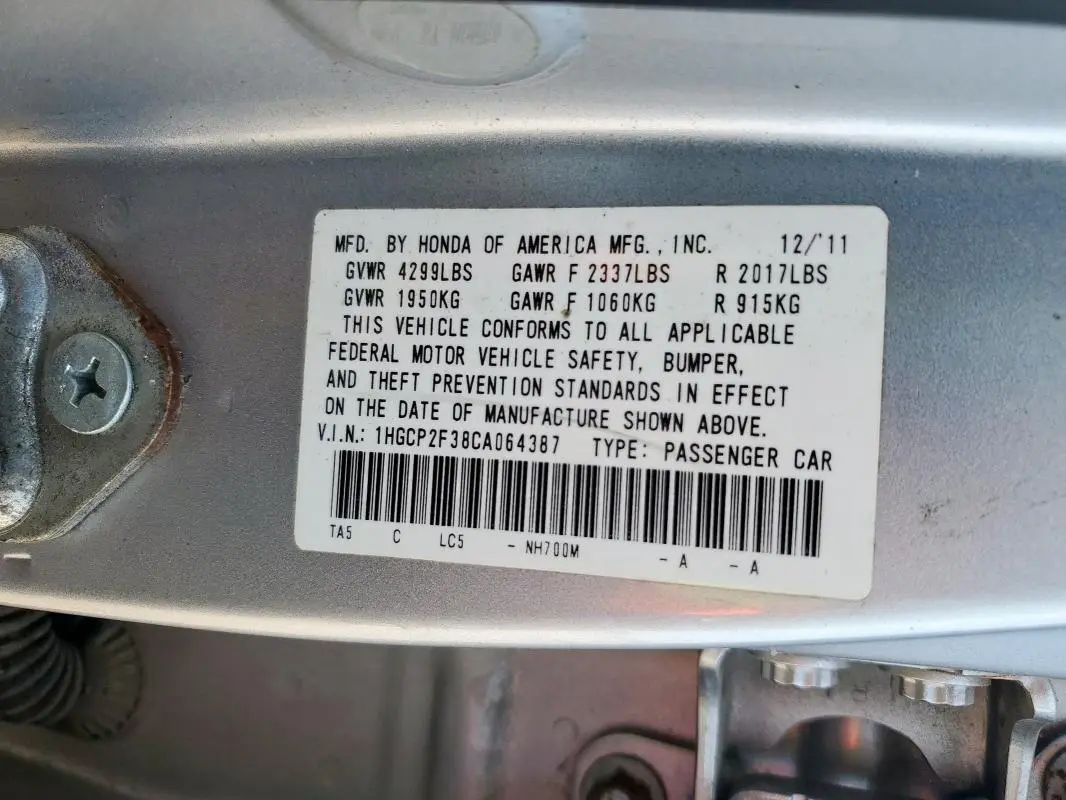 MFD. BY HONDA OF AMERICA MFG., INC. 12/'11
GVWR 4299LBS GAWR F 2337LBS R 2017LBS
GVWR 1950KG GAWR F 1060KG R 915KG
THIS VEHICLE CONFORMS TO ALL APPLICABLE
FEDERAL MOTOR VEHICLE SAFETY, BUMPER,
AND THEFT PREVENTION STANDARDS IN EFFECT
ON THE DATE OF MANUFACTURE SHOWN ABOVE.
V.I.N.: 1HGCP2F38CA064387 TYPE: PASSENGER CAR
TA5 C LC5 - NH700M - A - A